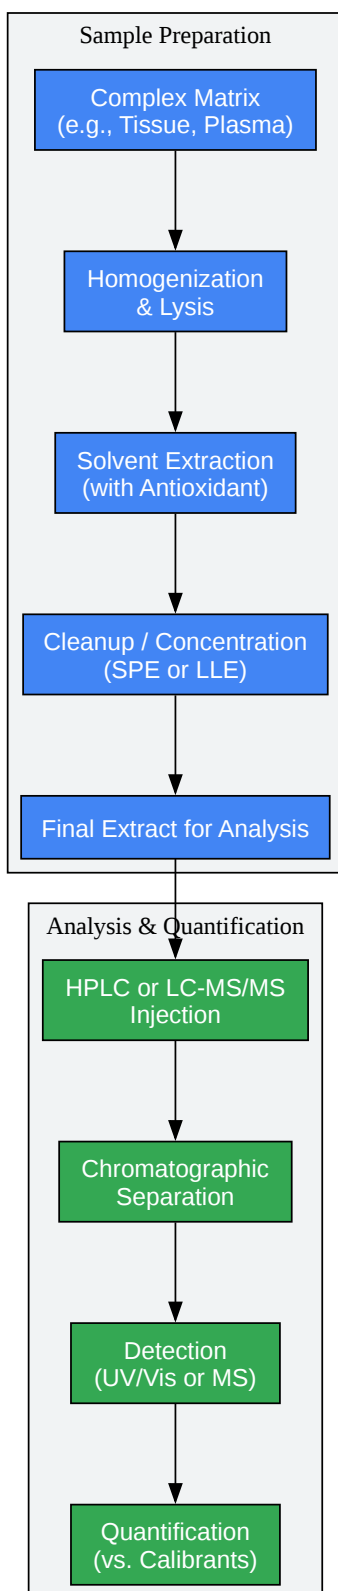 Sample Preparation
Complex Matrix
(e.g., Tissue, Plasma)
Homogenization
& Lysis
Solvent Extraction
(with Antioxidant)
Cleanup / Concentration
(SPE or LLE)
Final Extract for Analysis
Analysis & Quantification
HPLC or LC-MS/MS
Injection
Chromatographic
Separation
Detection
(UV/Vis or MS)
Quantification
(vs. Calibrants)